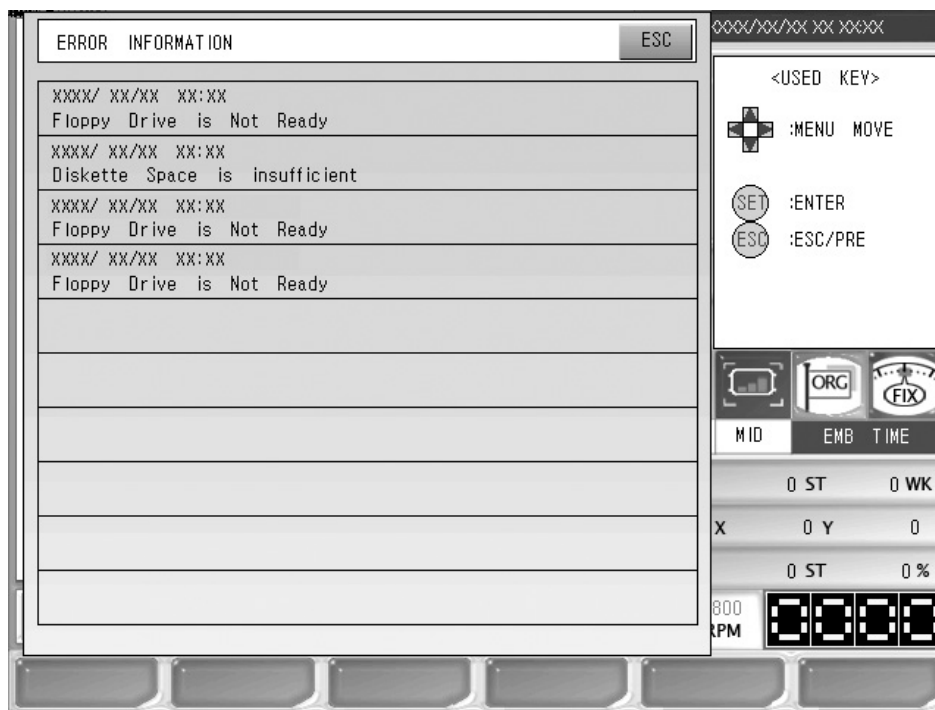 ERROR INFORMATION
ESC
XXXX/ XX/XX XX:XX
Floppy Drive is Not Ready
XXXX/ XX/XX XX:XX
Diskette Space is insufficient
XXXX/ XX/XX XX:XX
Floppy Drive is Not Ready
XXXX/ XX/XX XX:XX
Floppy Drive is Not Ready
XXXX/XX/XX XX XX:XX
<USED KEY>
:MENU MOVE
SET :ENTER
ESC :ESC/PRE
ORG
FIX
MID EMB TIME
0 ST 0 WK
X 0 Y 0
0 ST 0 %
800
RPM